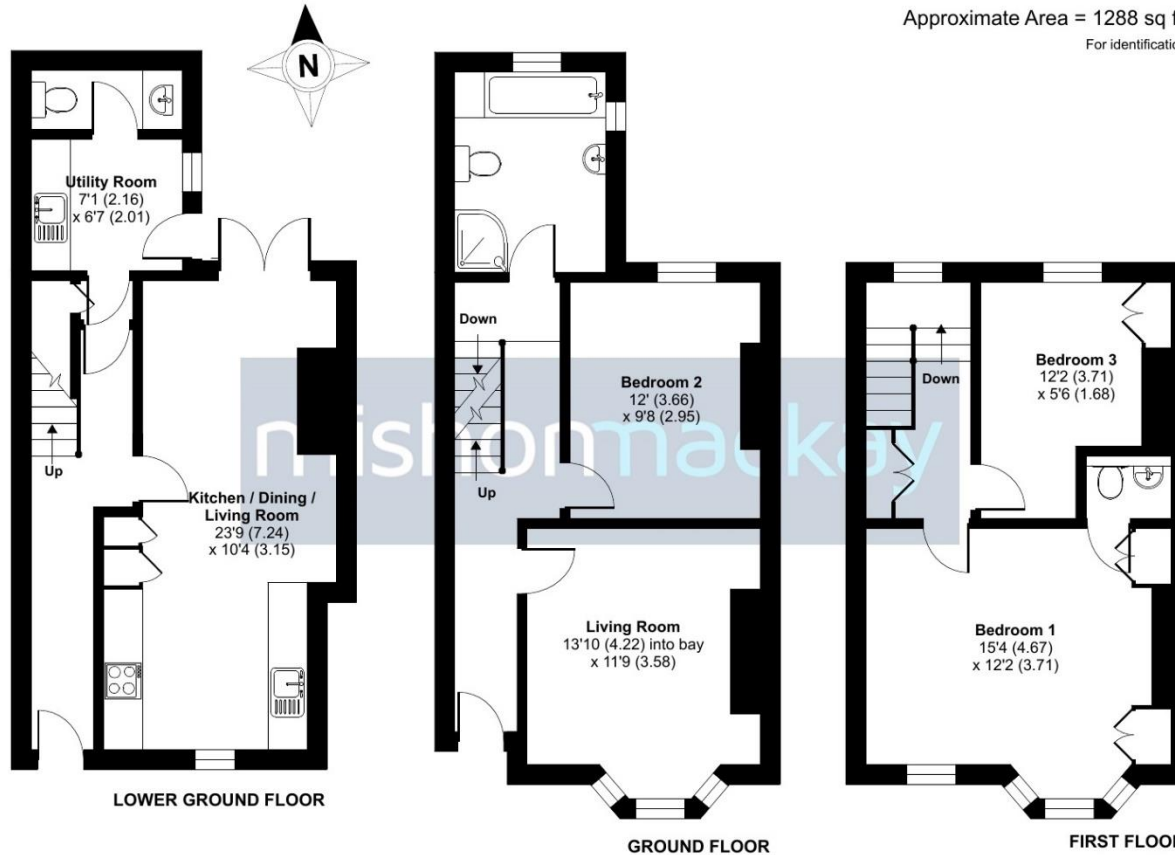 Approximate Area = 1288 sq f
For identificatio
N
Utility Room
7'1 (2.16)
x 6'7 (2.01)
Up
Kitchen / Dining /
Living Room
23'9 (7.24)
x 10'4 (3.15)
LOWER GROUND FLOOR
Down
Up
Bedroom 2
12' (3.66)
x 9'8 (2.95)
Living Room
13'10 (4.22) into bay
x 11'9 (3.58)
GROUND FLOOR
Down
Bedroom 3
12'2 (3.71)
x 5'6 (1.68)
Bedroom 1
15'4 (4.67)
x 12'2 (3.71)
FIRST FLOOR
mishonmackay